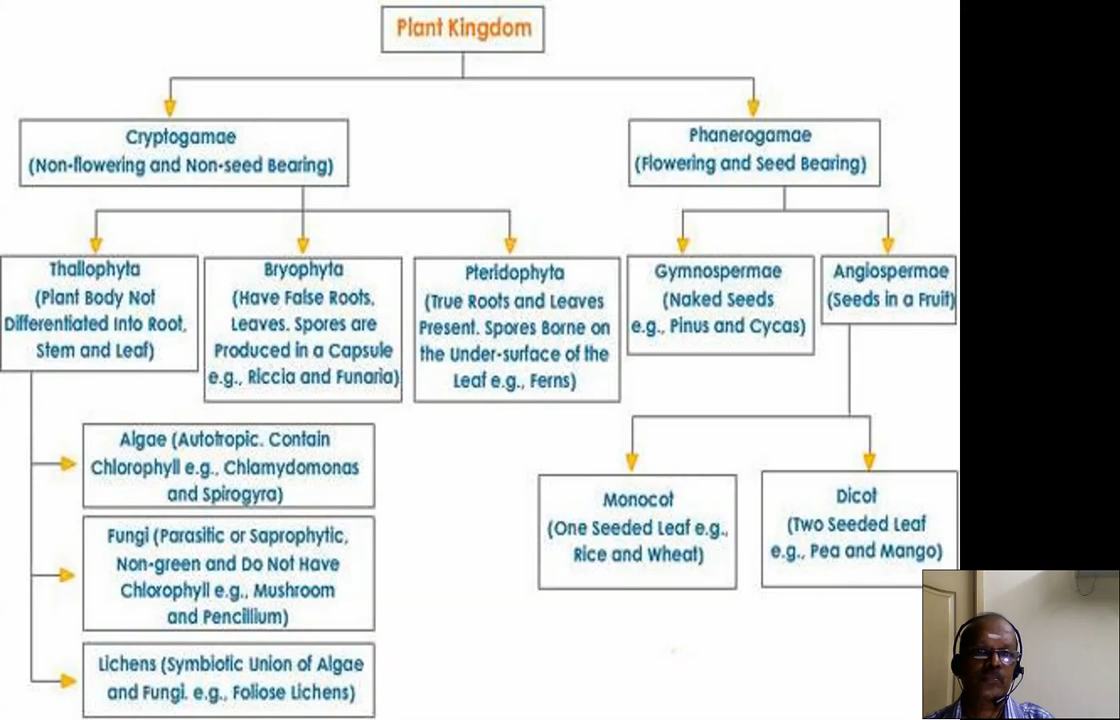 Plant Kingdom
Cryptogamae
(Non-flowering and Non-seed Bearing)
Phanerogamae
(Flowering and Seed Bearing)
Thallophyta
(Plant Body Not
Differentiated Into Root,
Stem and Leaf)
Bryophyta
(Have False Roots,
Leaves. Spores are
Produced in a Capsule
e.g., Riccia and Funaria)
Pteridophyta
(True Roots and Leaves
Present. Spores Borne on
the Under-surface of the
Leaf e.g., Ferns)
Gymnospermae
(Naked Seeds
e.g., Pinus and Cycas)
Angiospermae
(Seeds in a Fruit)
Algae (Autotropic. Contain
Chlorophyll e.g., Chlamydomonas
and Spirogyra)
Fungi (Parasitic or Saprophytic,
Non-green and Do Not Have
Chlorophyll e.g., Mushroom
and Pencillium)
Lichens (Symbiotic Union of Algae
and Fungi. e.g., Foliose Lichens)
Monocot
(One Seeded Leaf e.g.,
Rice and Wheat)
Dicot
(Two Seeded Leaf
e.g., Pea and Mango)